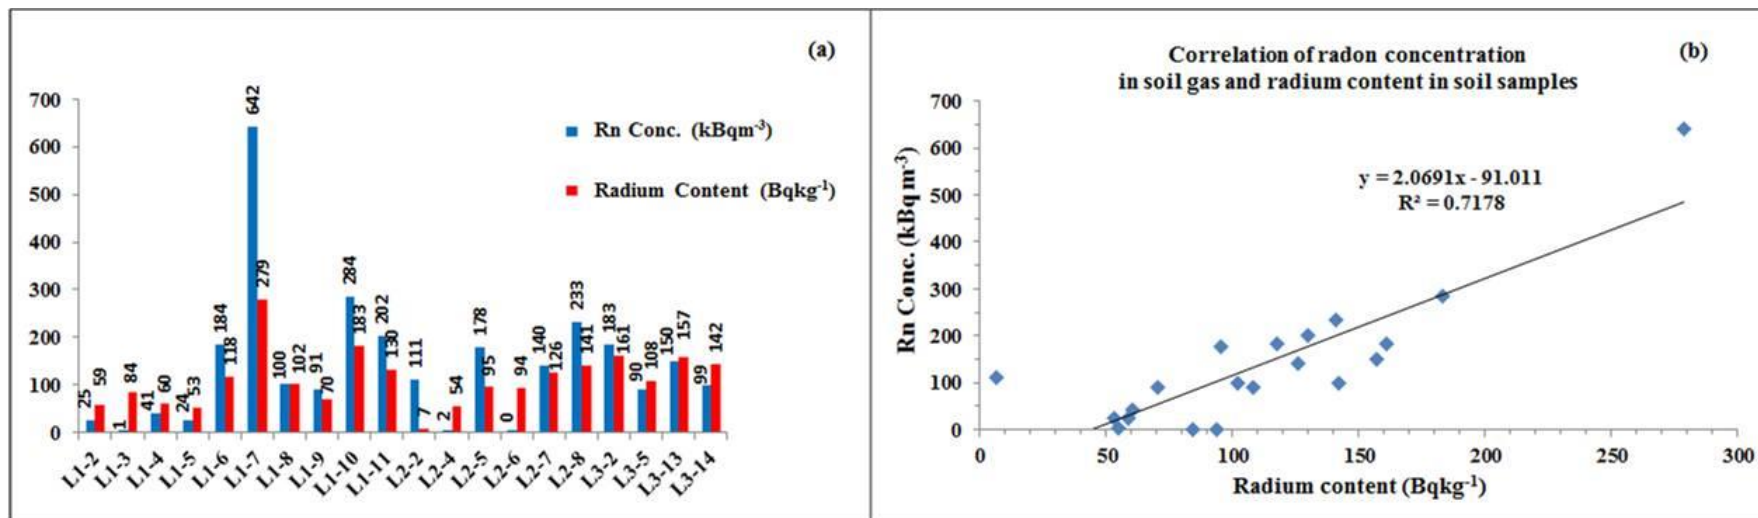 (a)
700
600
500
400
300
200
100
0
Rn Conc. (kBqm⁻³)
Radium Content (Bqkg⁻¹)
25 59 1 84 41 60 24 53 184 118 642 279 100 102 91 70 284 183 202 130 111 7 2 54 178 95 0 94 140 126 233 141 183 161 90 108 150 157 99 142
L1-2 L1-3 L1-4 L1-5 L1-6 L1-7 L1-8 L1-9 L1-10 L1-11 L2-2 L2-4 L2-5 L2-6 L2-7 L2-8 L3-2 L3-5 L3-13 L3-14
(b)
Correlation of radon concentration
in soil gas and radium content in soil samples
Rn Conc. (kBqm⁻³)
700
600
500
400
300
200
100
0
y = 2.0691x - 91.011
R² = 0.7178
0 50 100 150 200 250 300
Radium content (Bqkg⁻¹)